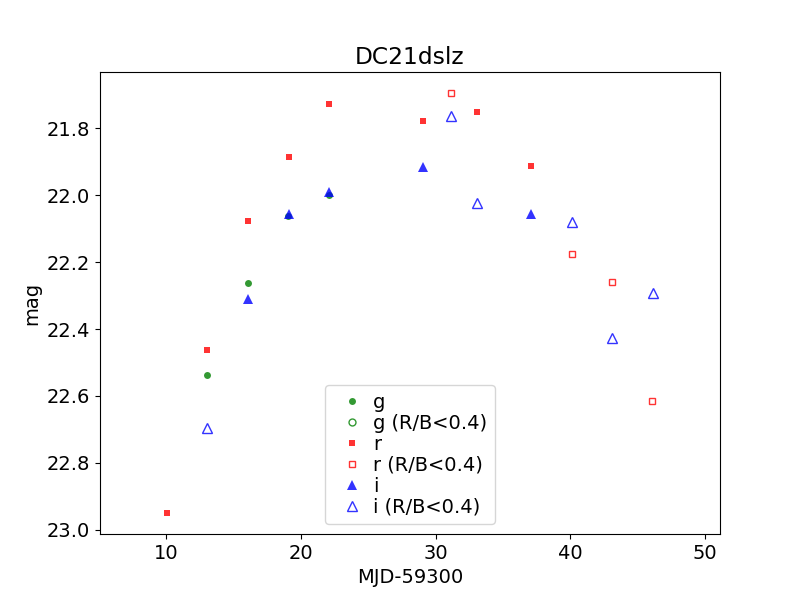 DC21dslz
mag
21.8
22.0
22.2
22.4
22.6
22.8
23.0
g
g (R/B<0.4)
r
r (R/B<0.4)
i
i (R/B<0.4)
10 20 30 40 50
MJD-59300